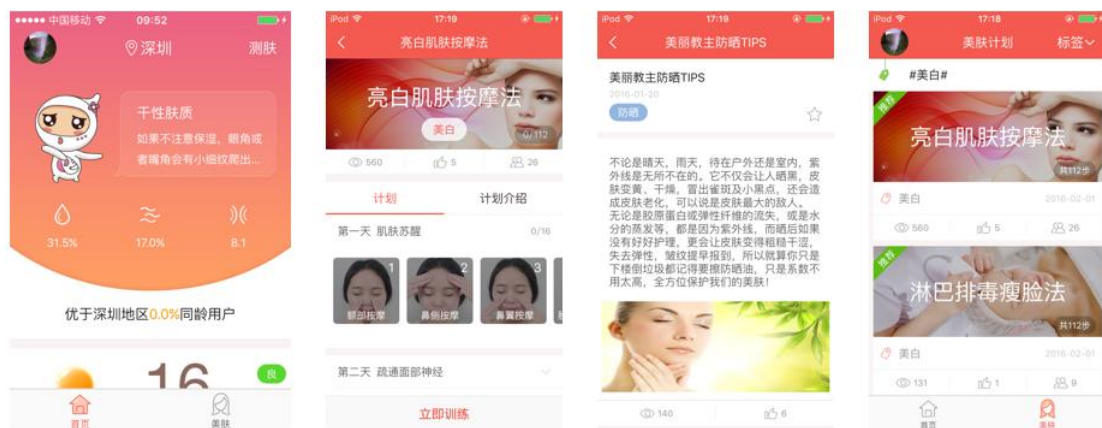 中国移动 09:52
深圳
测肤
干性肤质
如果不注意保湿，眼角或
者嘴角会有小细纹爬出...
31.5% 17.0% 8.1
优于深圳地区0.0%同龄用户
16
良
首页 美肤
iPod 17:19
亮白肌肤按摩法
亮白肌肤按摩法
美白
0/112
560 5 26
计划 计划介绍
第一天 肌肤苏醒 0/16
1 2 3
额部按摩 鼻侧按摩 鼻翼按摩
第二天 疏通面部神经
立即训练
iPod 17:19
美丽教主防晒TIPS
美丽教主防晒TIPS
2016-01-20
防晒
不论是晴天，雨天，待在户外还是室内，紫
外线是无所不在的。它不仅会让人晒黑，皮
肤变黄、干燥，冒出雀斑及小黑点，还会造
成皮肤老化，可以说是皮肤最大的敌人。
无论是胶原蛋白或弹性纤维的流失，或是水
分的蒸发等，都是因为紫外线，而晒后如果
没有好好护理，更会让皮肤变得粗糙干涩，
失去弹性，皱纹提早报到，所以就算你只是
下楼倒垃圾都记得要擦防晒油，只是系数不
用太高，全方位保护我们的美肤！
140 6
iPod 17:18
美肤计划 标签
#美白#
推荐
亮白肌肤按摩法
共112步
美白 2016-02-01
560 5 26
推荐
淋巴排毒瘦脸法
共112步
美白 2016-02-01
131 1 9
首页 美肤